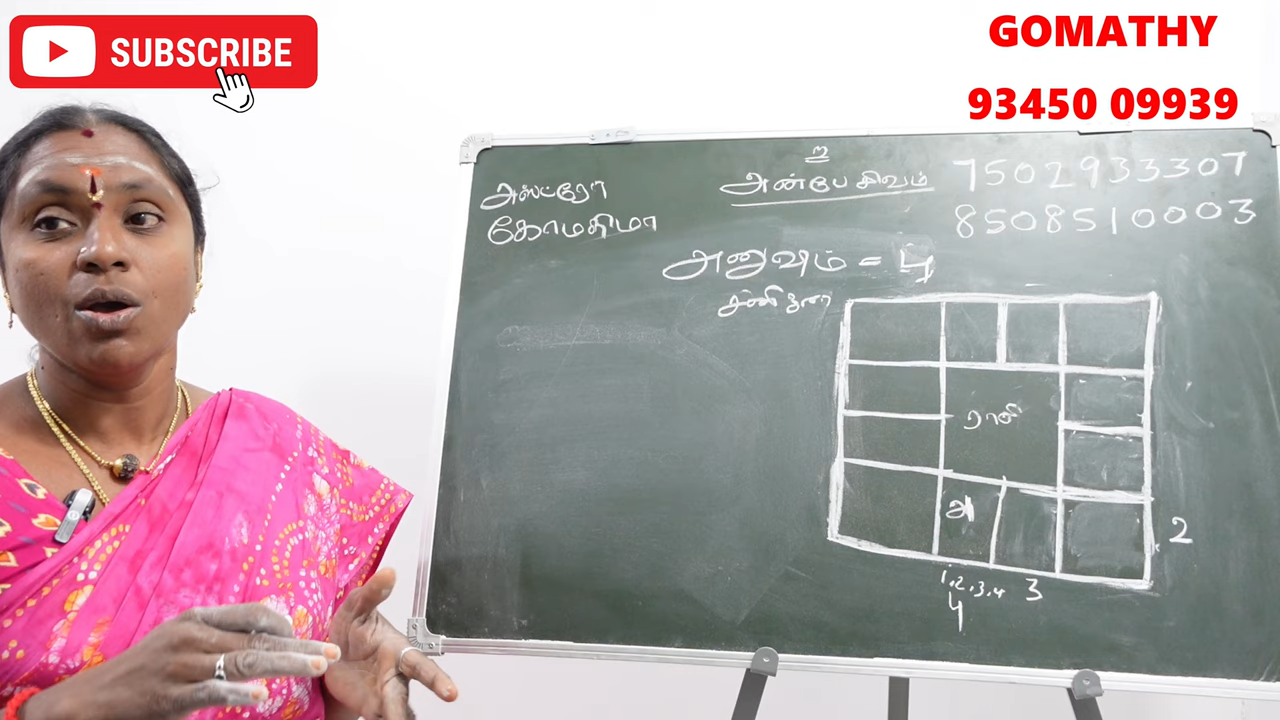 SUBSCRIBE
GOMATHY
93450 09939
உ
அஸ்ட்ரோ
கோமதிமா
அன்பே சிவம்
7502933307
8508510003
அனுஷம் = 4
ராசி
அ
2
1,2,3,4
3
4